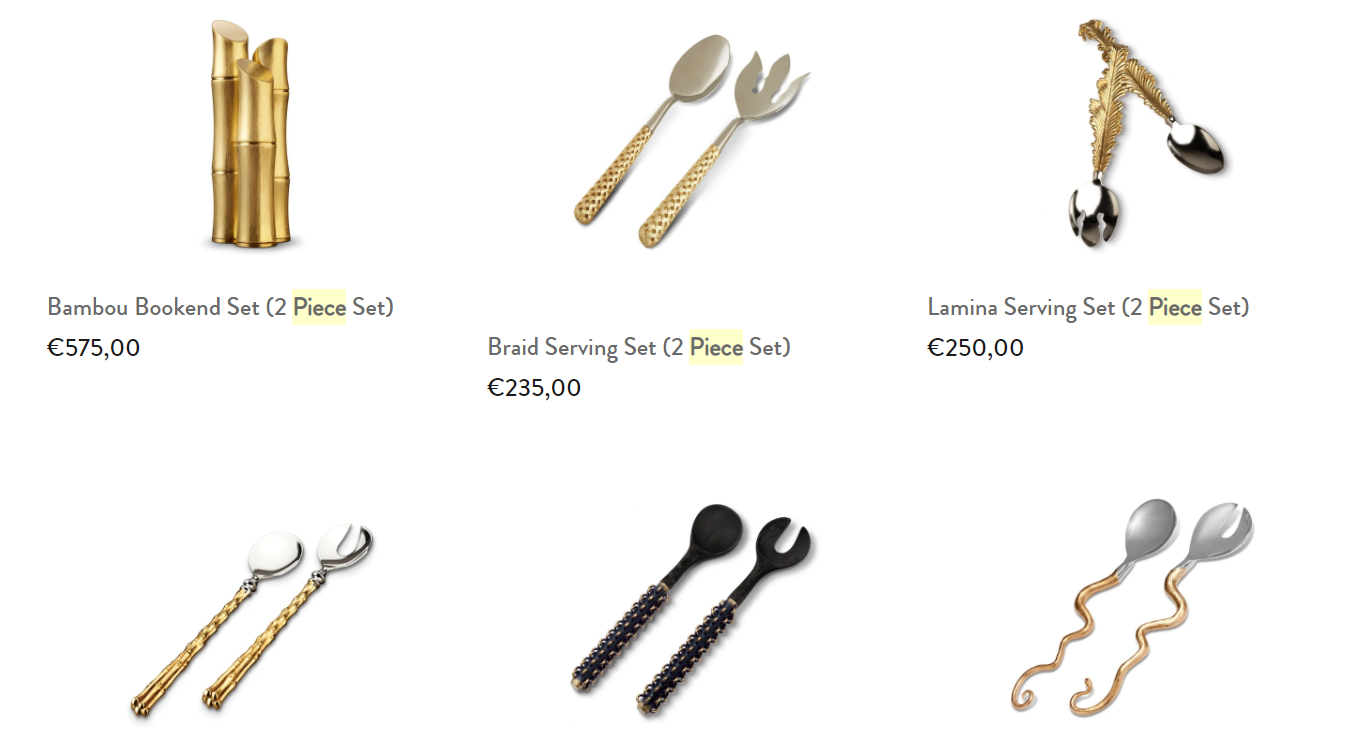 Bambou Bookend Set (2 Piece Set)
€575,00
Braid Serving Set (2 Piece Set)
€235,00
Lamina Serving Set (2 Piece Set)
€250,00